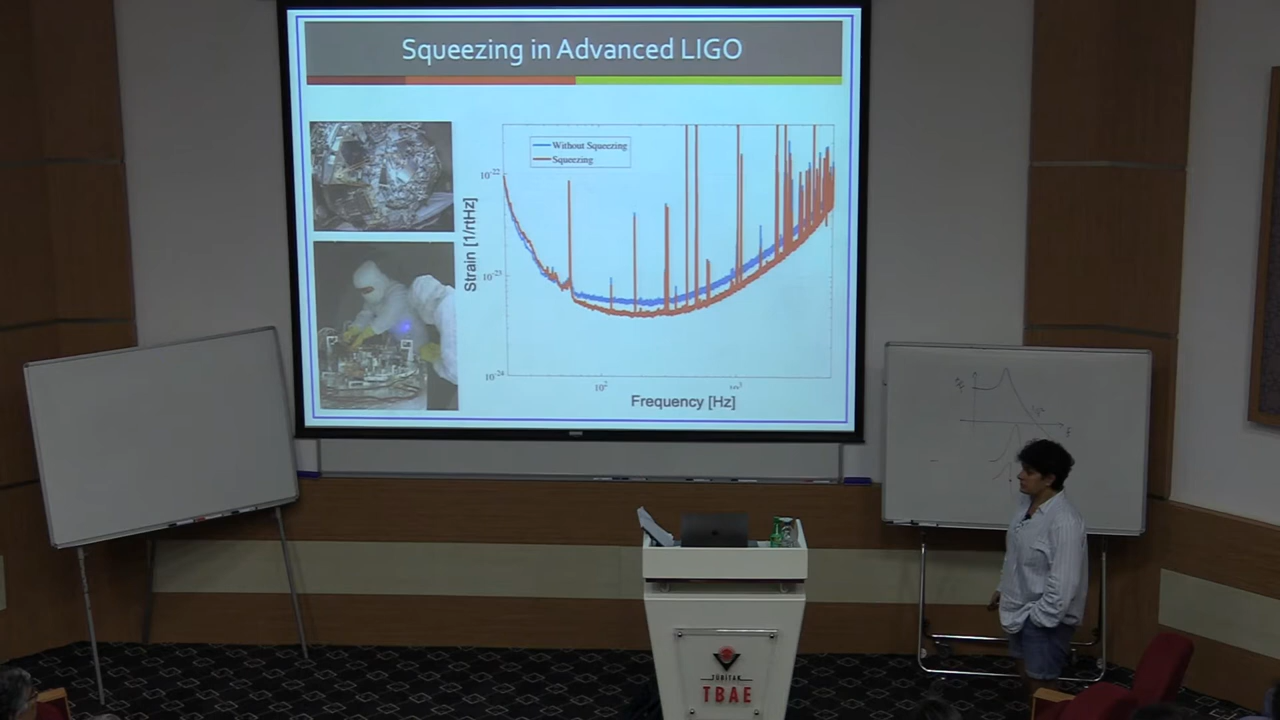 Squeezing in Advanced LIGO
Without Squeezing
Squeezing
10-22
10-23
10-24
Strain [1/rtHz]
10²
10³
Frequency [Hz]
TÜBİTAK
TBAE